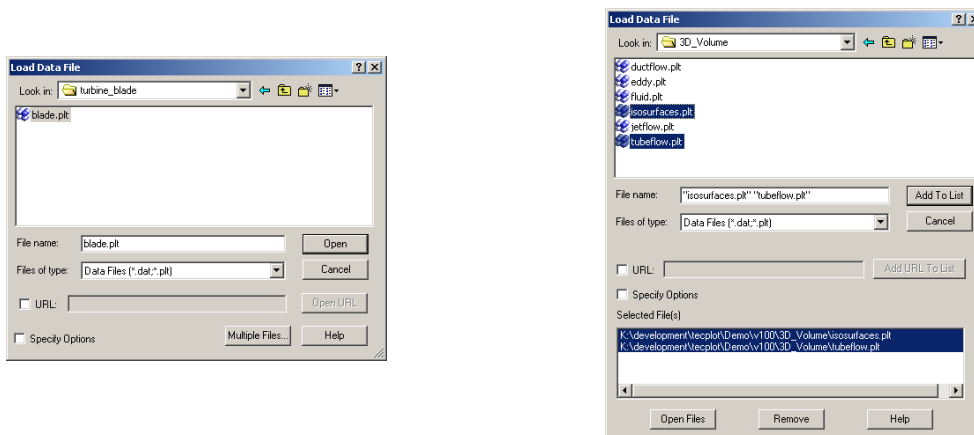 Load Data File
Look in: turbine_blade
blade.plt
File name: blade.plt Open
Files of type: Data Files (*.dat;*.plt) Cancel
URL: Open URL
Specify Options Multiple Files... Help
Load Data File
Look in: 3D_Volume
ductflow.plt
eddy.plt
fluid.plt
isosurfaces.plt
jetflow.plt
tubeflow.plt
File name: "isosurfaces.plt" "tubeflow.plt" Add To List
Files of type: Data Files (*.dat;*.plt) Cancel
URL: Add URL To List
Specify Options
Selected File(s)
K:\development\tecplot\Demo\v100\3D_Volume\isosurfaces.plt
K:\development\tecplot\Demo\v100\3D_Volume\tubeflow.plt
Open Files Remove Help